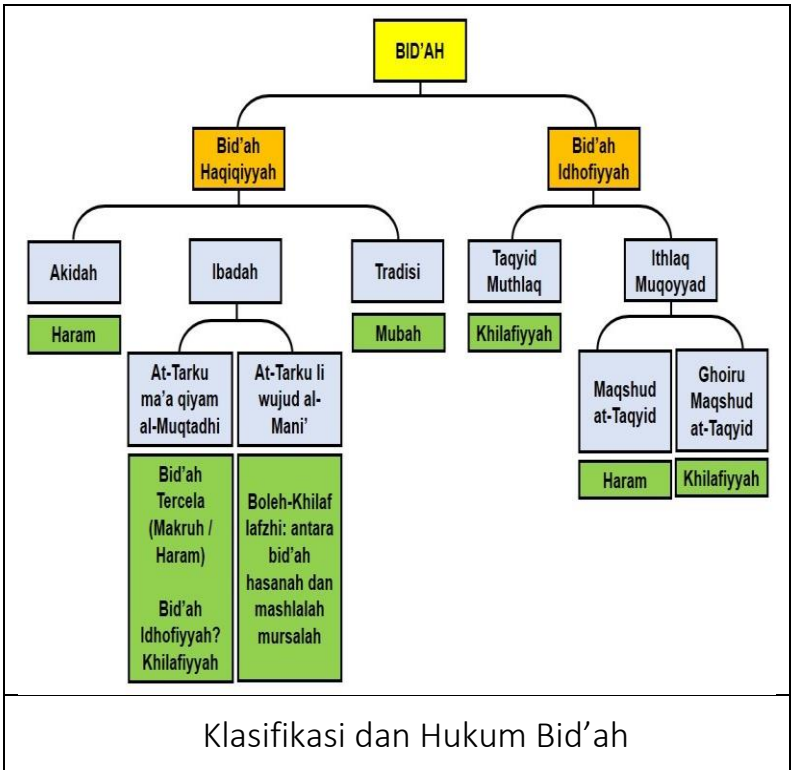 BID'AH
Bid'ah
Haqiqiyyah
Bid'ah
Idhofiyyah
Akidah
Ibadah
Tradisi
Taqyid
Muthlaq
Ithlaq
Muqoyyad
Haram
Mubah
Khilafiyyah
At-Tarku
ma'a qiyam
al-Muqtadhi
At-Tarku li
wujud al-
Mani'
Maqshud
at-Taqyid
Ghoiru
Maqshud
at-Taqyid
Haram
Khilafiyyah
Bid'ah
Tercela
(Makruh /
Haram)
Bid'ah
Idhofiyyah?
Khilafiyyah
Boleh-Khilaf
lafzhi: antara
bid'ah
hasanah dan
mashlalah
mursalah
Klasifikasi dan Hukum Bid'ah